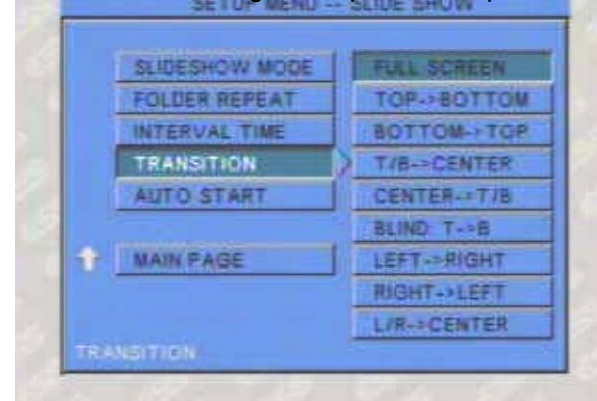 SETUP MENU -- SLIDE SHOW
SLIDESHOW MODE
FOLDER REPEAT
INTERVAL TIME
TRANSITION
AUTO START
MAIN PAGE
FULL SCREEN
TOP->BOTTOM
BOTTOM->TOP
T/B->CENTER
CENTER->T/B
BLIND: T->B
LEFT->RIGHT
RIGHT->LEFT
L/R->CENTER
TRANSITION